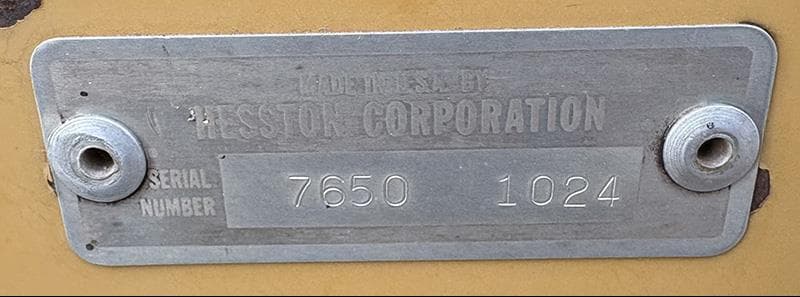 MADE IN U.S.A. BY
HESSTON CORPORATION
SERIAL
NUMBER
7650 1024